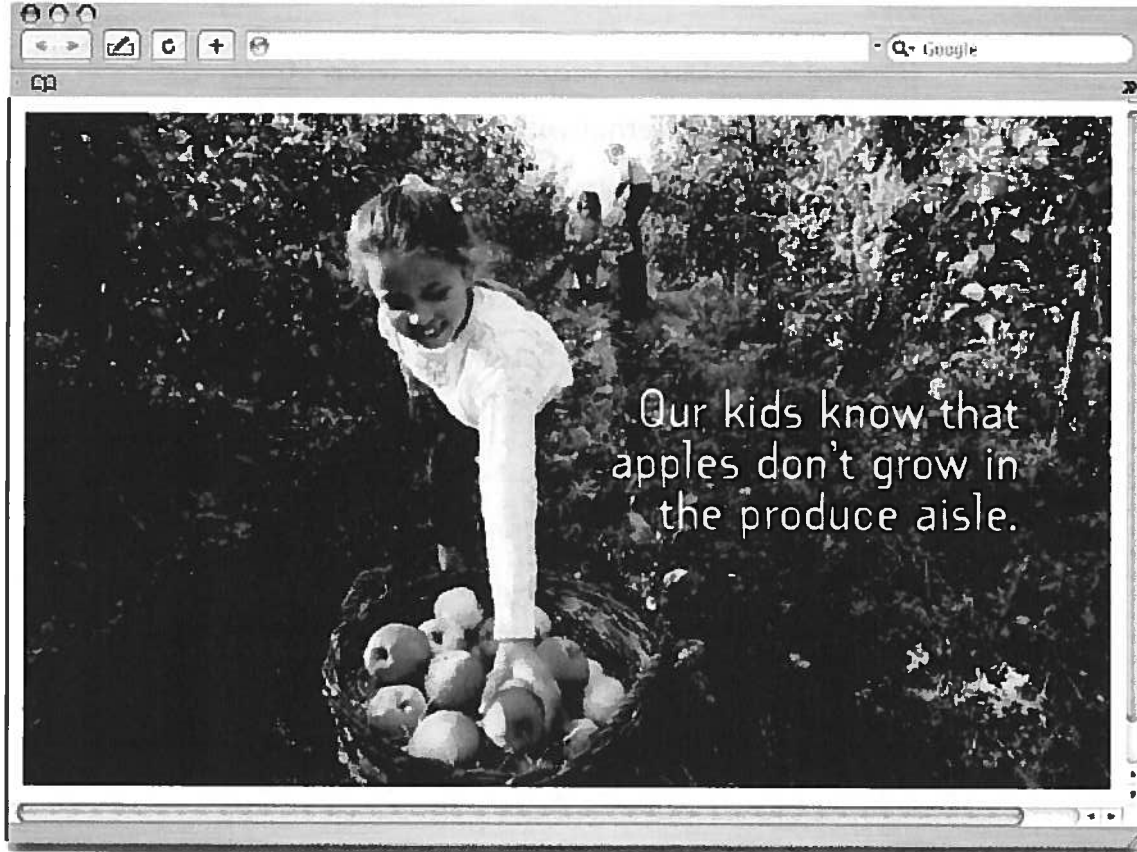 Google
Our kids know that
apples don't grow in
the produce aisle.